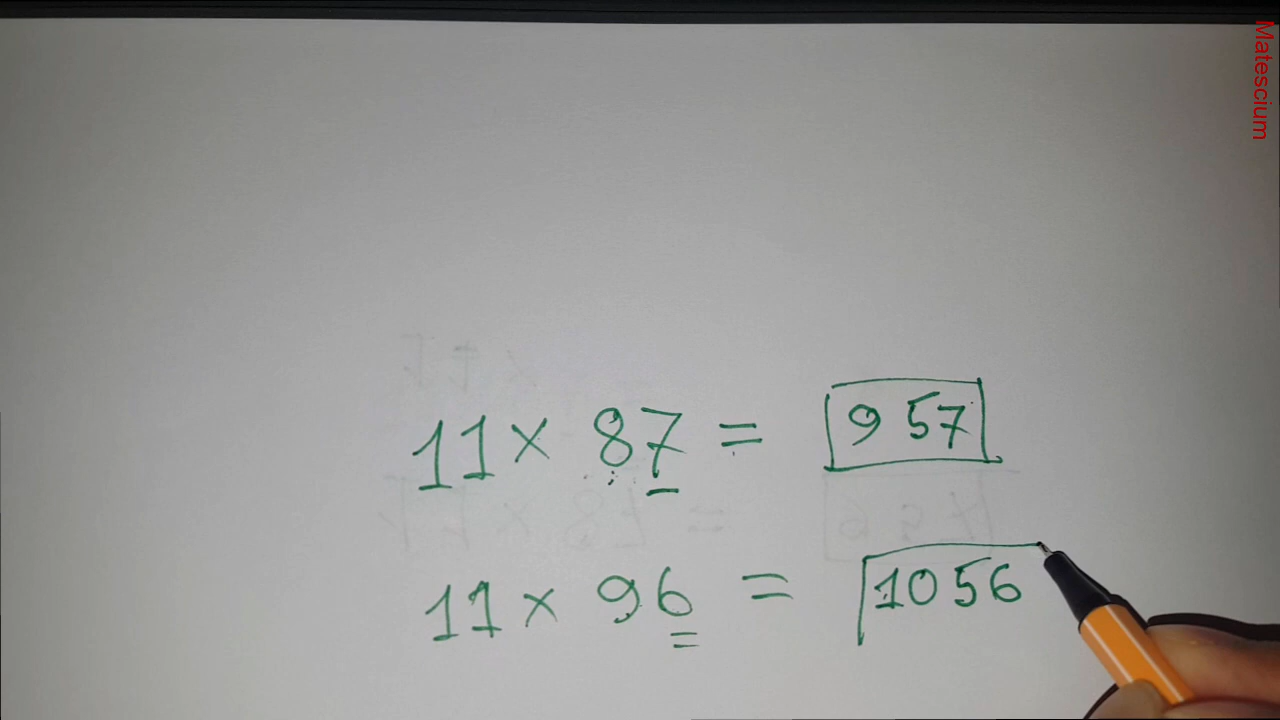 Matescium
11 × 87 = 957
11 × 96 = 1056